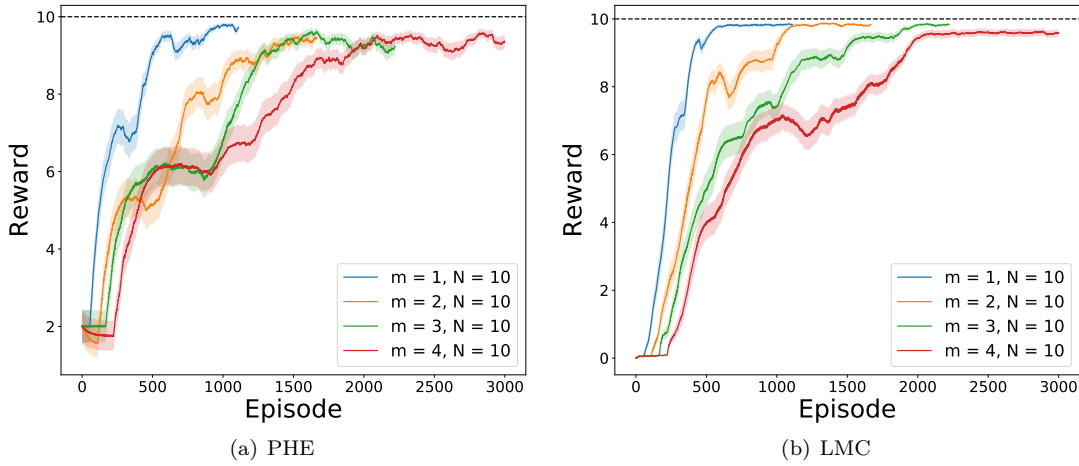 10
8
6
4
2
Reward
0
500
1000
1500
2000
2500
3000
Episode
m = 1, N = 10
m = 2, N = 10
m = 3, N = 10
m = 4, N = 10
(a) PHE
10
8
6
4
2
0
Reward
0
500
1000
1500
2000
2500
3000
Episode
m = 1, N = 10
m = 2, N = 10
m = 3, N = 10
m = 4, N = 10
(b) LMC